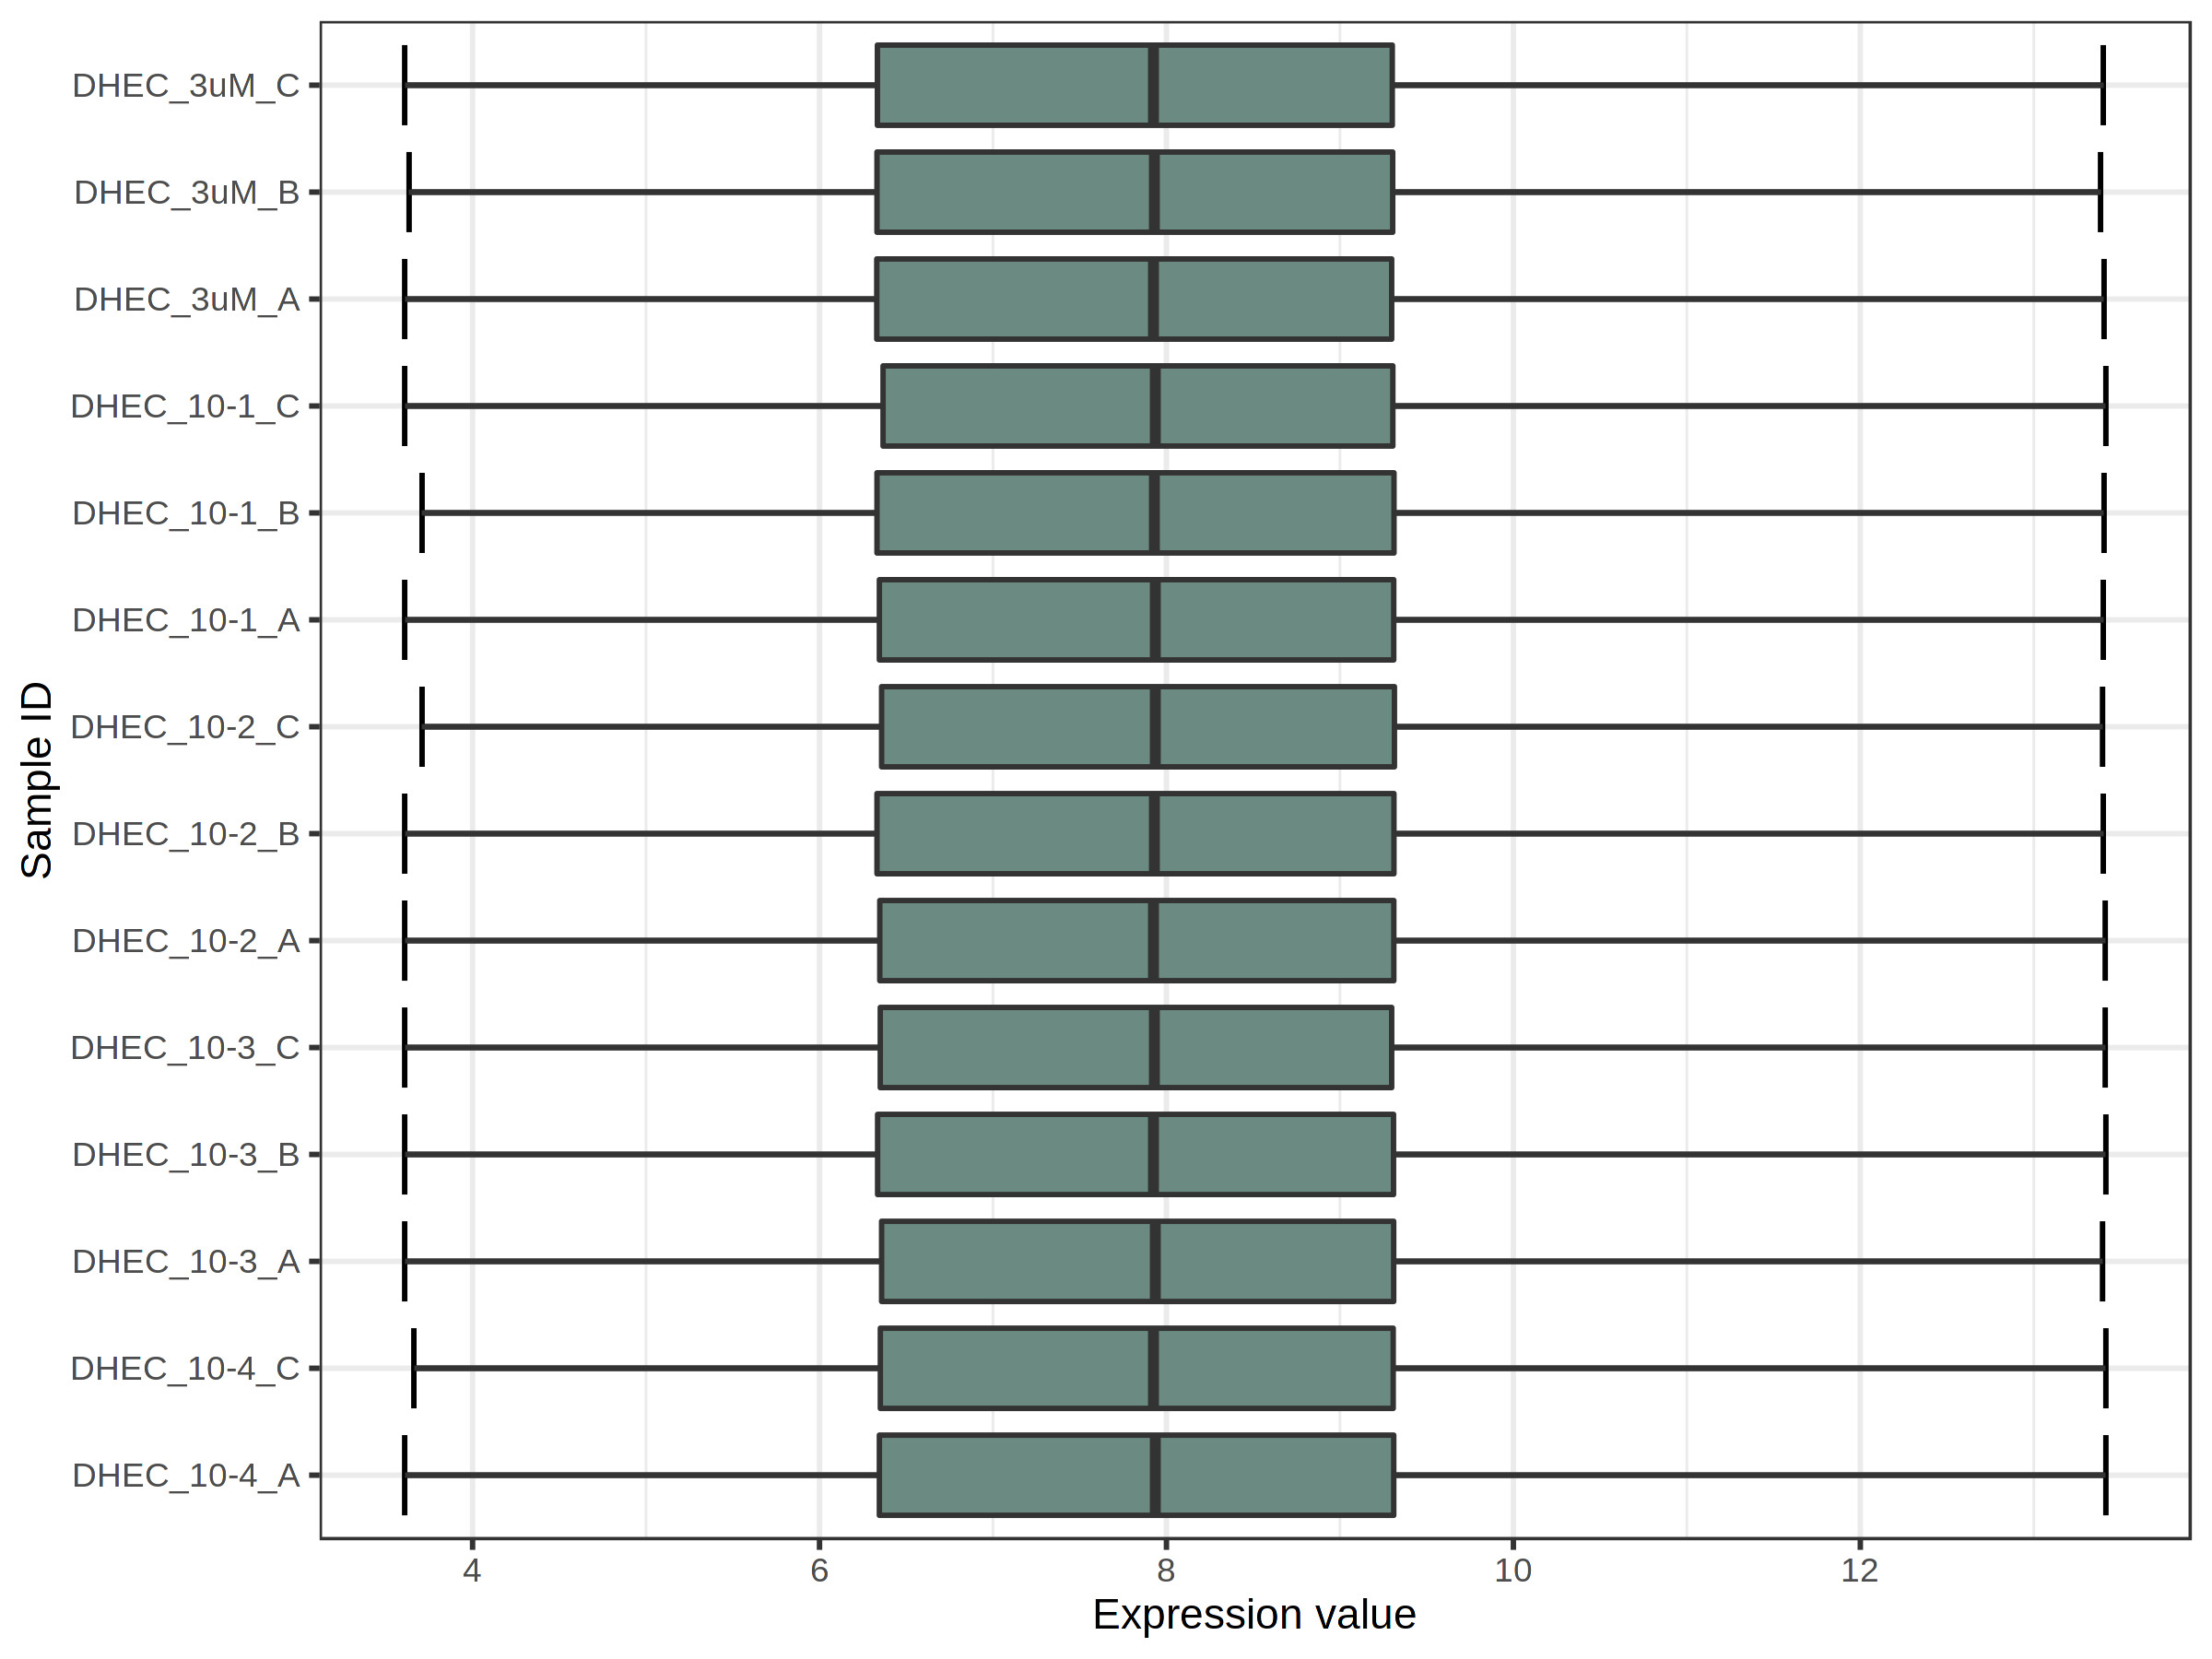 DHEC_3uM_C
DHEC_3uM_B
DHEC_3uM_A
DHEC_10-1_C
DHEC_10-1_B
DHEC_10-1_A
DHEC_10-2_C
DHEC_10-2_B
DHEC_10-2_A
DHEC_10-3_C
DHEC_10-3_B
DHEC_10-3_A
DHEC_10-4_C
DHEC_10-4_A
Sample ID
4 6 8 10 12
Expression value